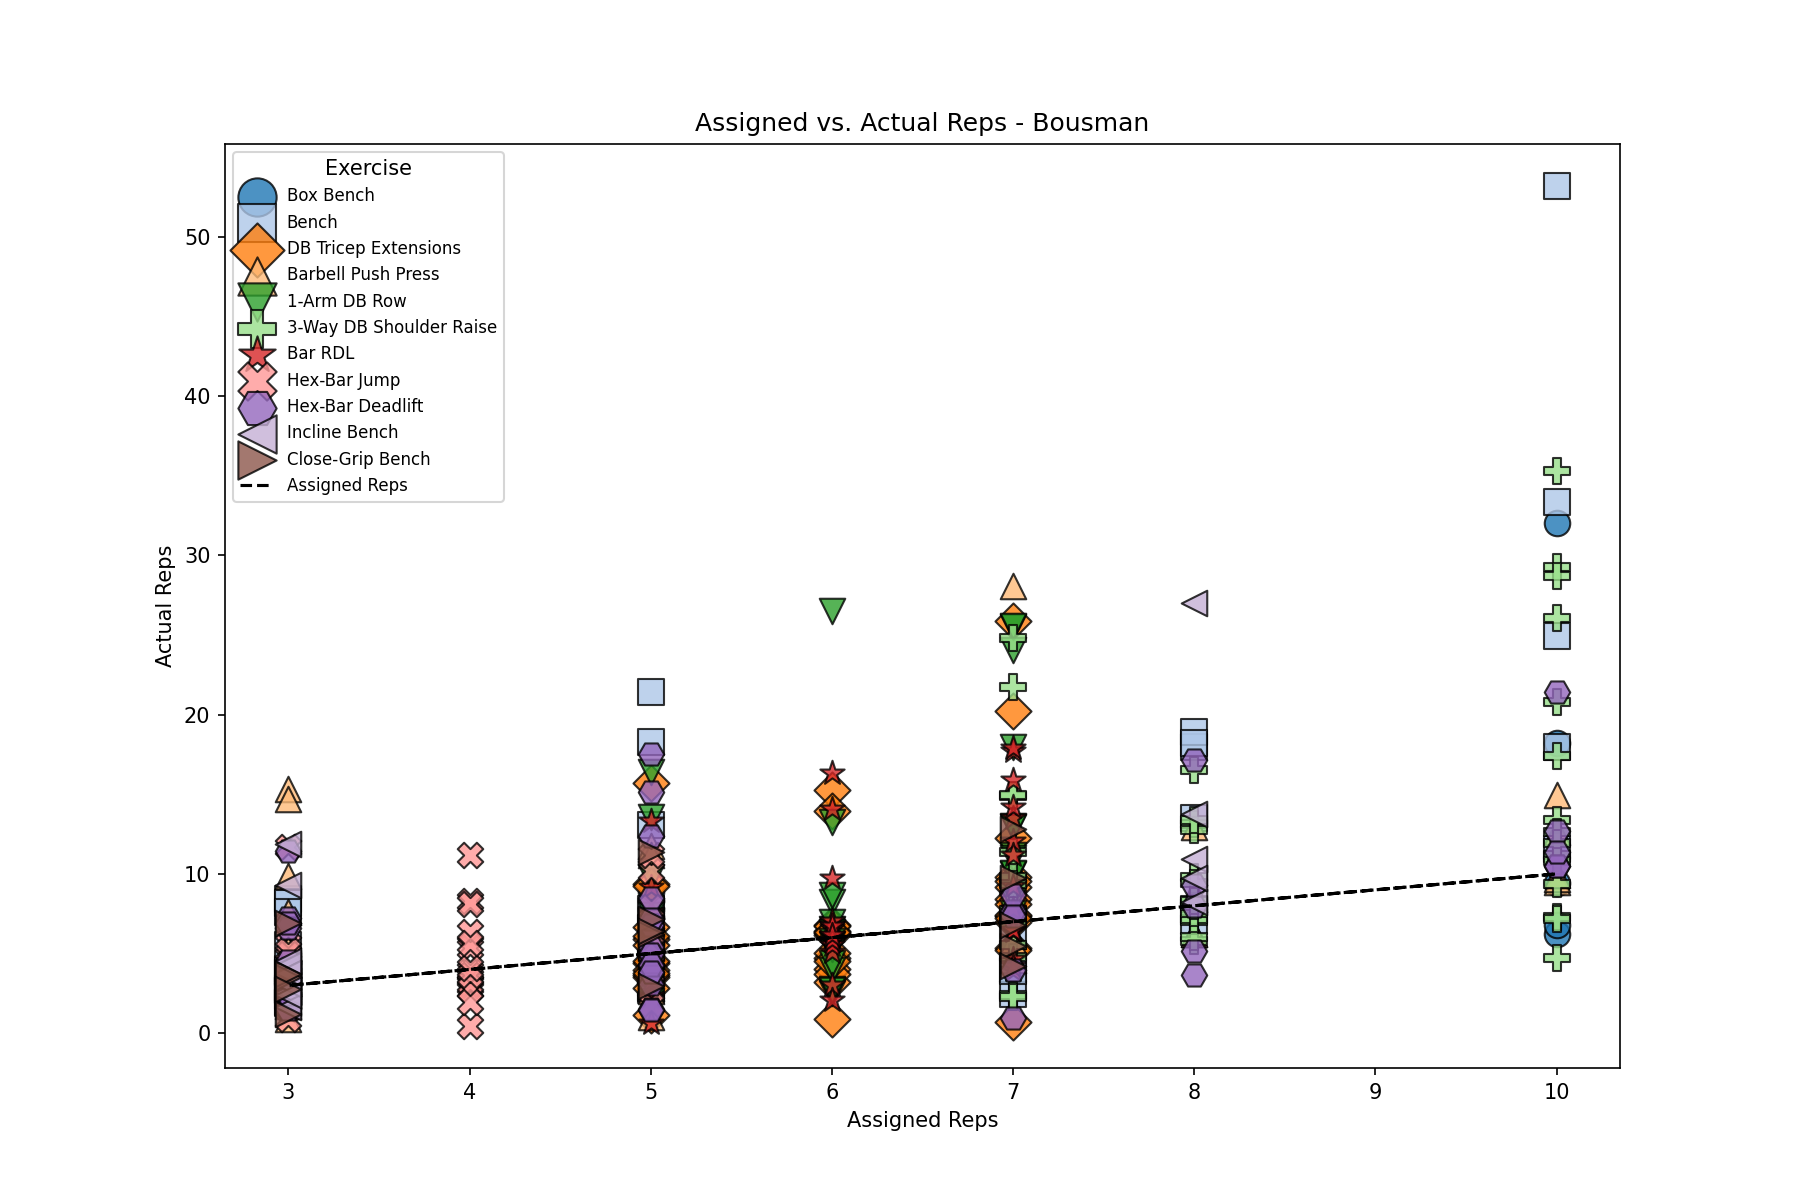 Assigned vs. Actual Reps - Bousman
Exercise
Box Bench
Bench
DB Tricep Extensions
Barbell Push Press
1-Arm DB Row
3-Way DB Shoulder Raise
Bar RDL
Hex-Bar Jump
Hex-Bar Deadlift
Incline Bench
Close-Grip Bench
Assigned Reps
Actual Reps
50
40
30
20
10
0
3 4 5 6 7 8 9 10
Assigned Reps